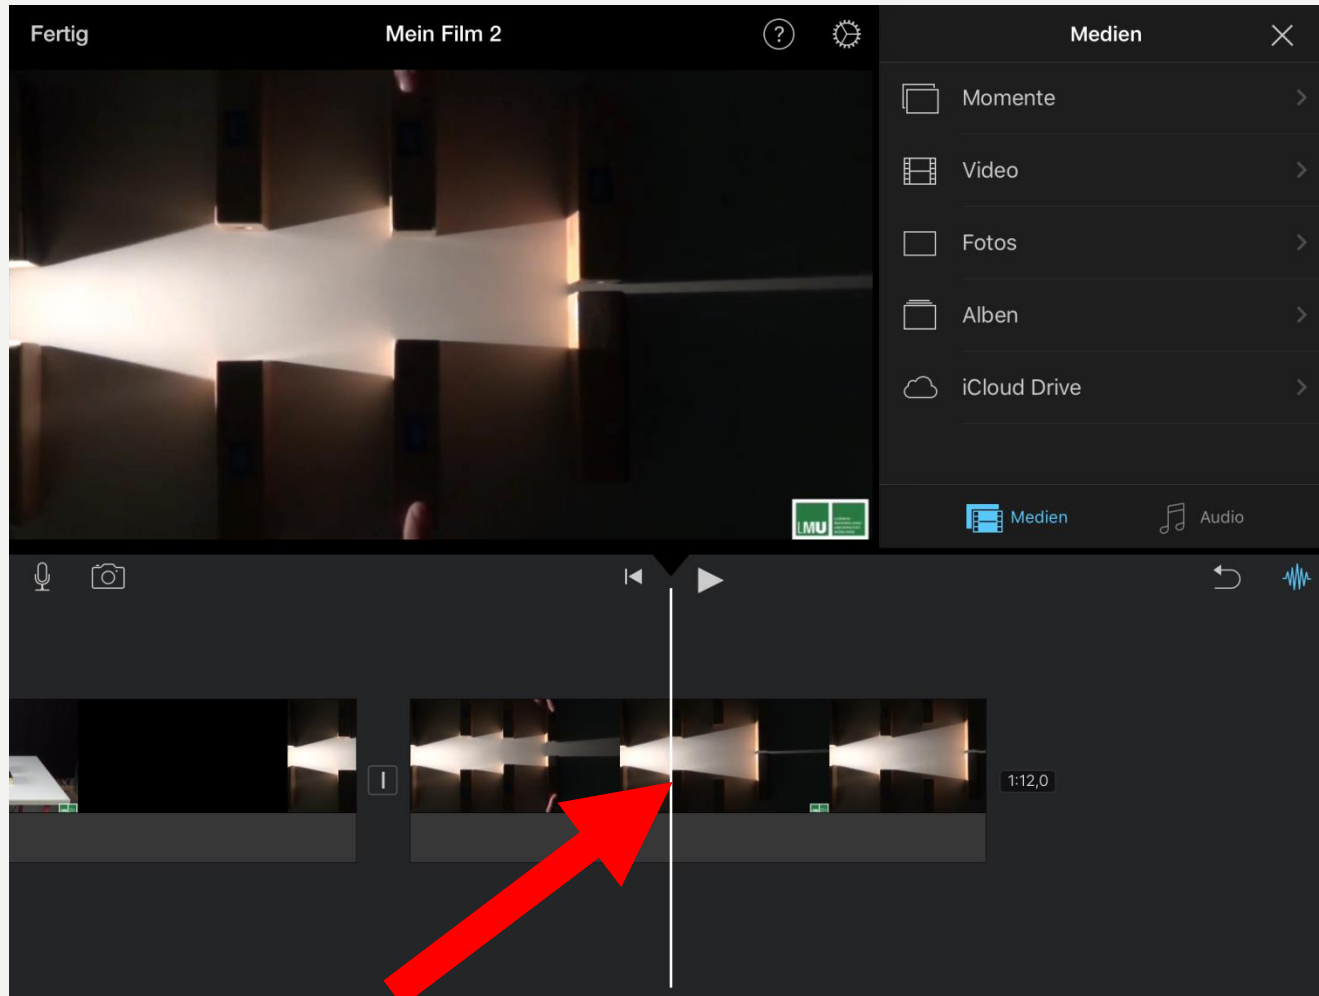 Fertig
Mein Film 2
?
Medien
Momente
Video
Fotos
Alben
iCloud Drive
LMU
Medien
Audio
1:12,0